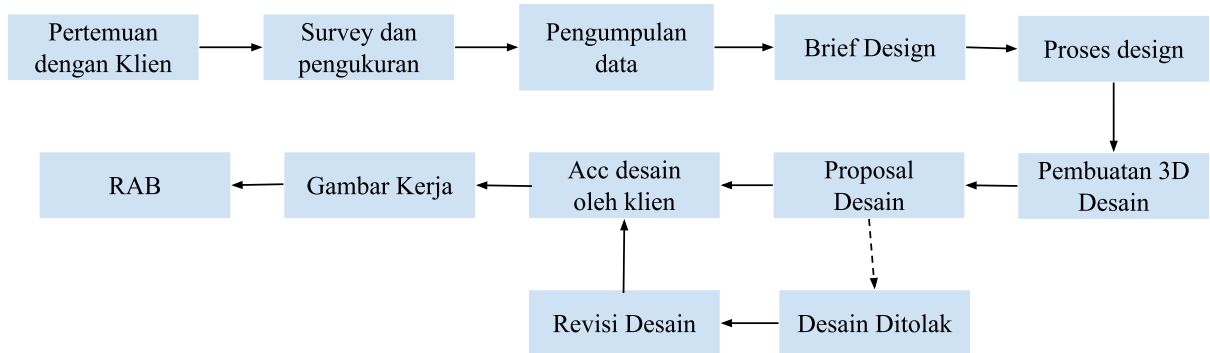 Pertemuan
dengan Klien
Survey dan
pengukuran
Pengumpulan
data
Brief Design
Proses design
RAB
Gambar Kerja
Acc desain
oleh klien
Proposal
Desain
Pembuatan 3D
Desain
Revisi Desain
Desain Ditolak